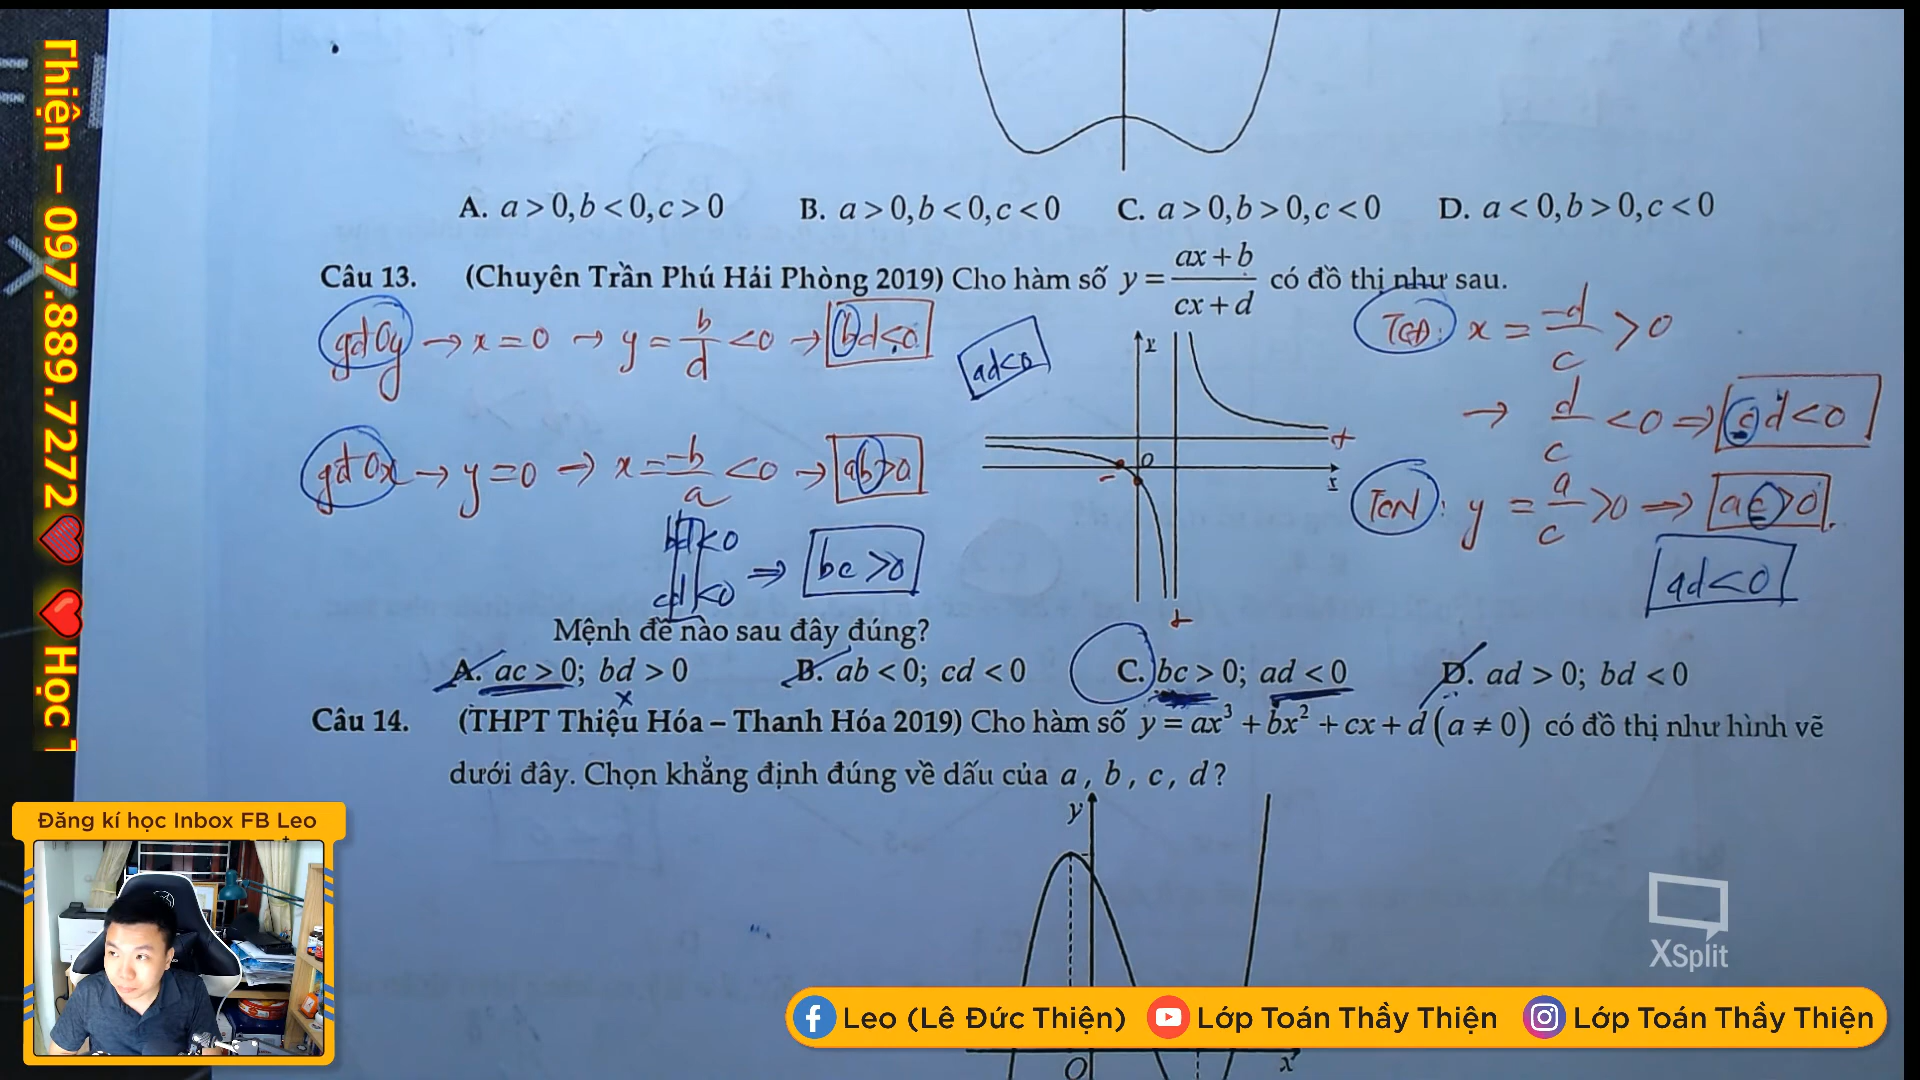 Thiện – 097.889.7272 ❤ ❤ Học T
A. a > 0, b < 0, c > 0 B. a > 0, b < 0, c < 0 C. a > 0, b > 0, c < 0 D. a < 0, b > 0, c < 0
Câu 13. (Chuyên Trần Phú Hải Phòng 2019) Cho hàm số y = (ax + b)/(cx + d) có đồ thị như sau.
gđ Oy → x = 0 → y = b/d < 0 → bd < 0
ad < 0
TCĐ: x = -d/c > 0
→ d/c < 0 ⇒ cd < 0
gđ Ox → y = 0 → x = -b/a < 0 → ab > 0
TCN: y = a/c > 0 ⇒ ac > 0.
y
O
x
+
-
+
bd < 0
cd < 0
⇒ bc > 0
ad < 0
Mệnh đề nào sau đây đúng?
A. ac > 0; bd > 0 B. ab < 0; cd < 0 C. bc > 0; ad < 0 D. ad > 0; bd < 0
x
Câu 14. (THPT Thiệu Hóa – Thanh Hóa 2019) Cho hàm số y = ax³ + bx² + cx + d (a ≠ 0) có đồ thị như hình vẽ
dưới đây. Chọn khẳng định đúng về dấu của a , b , c , d ?
y
O
x
Đăng kí học Inbox FB Leo
XSplit
Leo (Lê Đức Thiện) Lớp Toán Thầy Thiện Lớp Toán Thầy Thiện